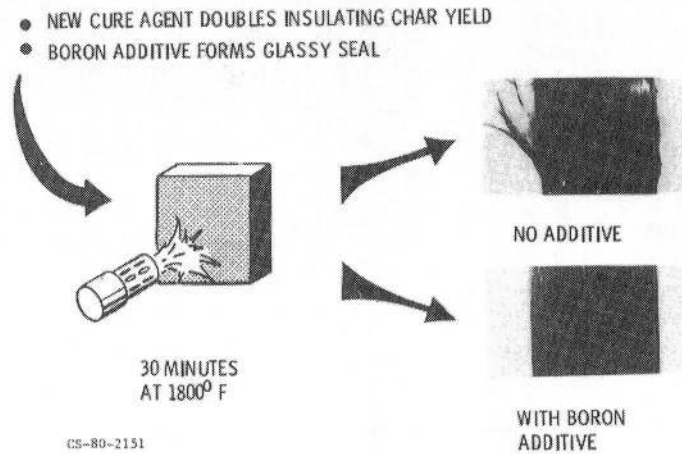 • NEW CURE AGENT DOUBLES INSULATING CHAR YIELD
• BORON ADDITIVE FORMS GLASSY SEAL
NO ADDITIVE
30 MINUTES
AT 1800⁰ F
WITH BORON
ADDITIVE
CS-80-2151